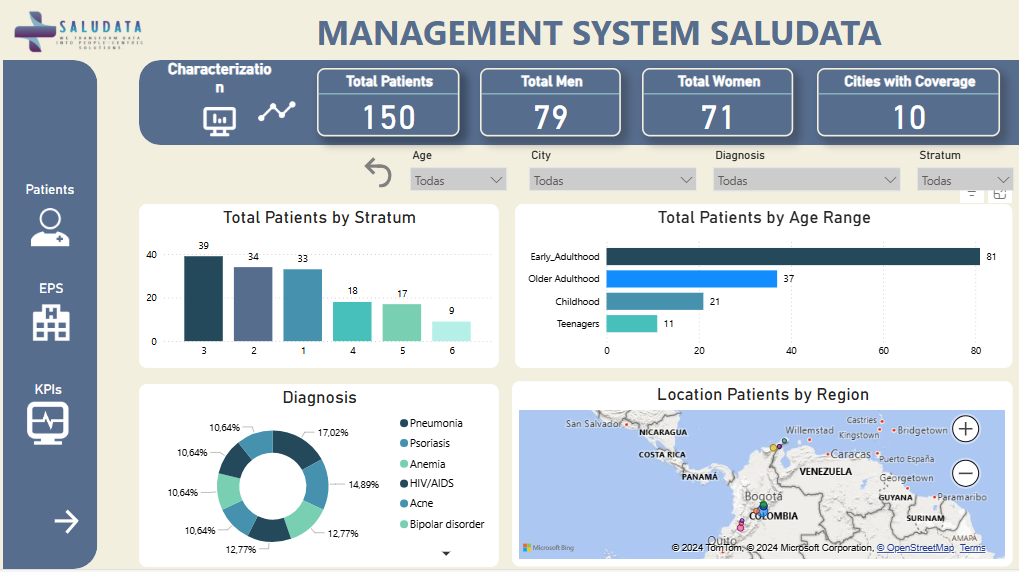 SALUDATA
WE TRANSFORM DATA
INTO PEOPLE-CENTRIC
SOLUTIONS.
MANAGEMENT SYSTEM SALUDATA
Characterizatio
n
Total Patients
150
Total Men
79
Total Women
71
Cities with Coverage
10
Age
Todas
City
Todas
Diagnosis
Todas
Stratum
Todas
Patients
EPS
H
KPIs
Total Patients by Stratum
40
20
0
39
34
33
18
17
9
3
2
1
4
5
6
Total Patients by Age Range
Early_Adulthood
81
Older Adulthood
37
Childhood
21
Teenagers
11
0
20
40
60
80
Diagnosis
17,02%
14,89%
12,77%
12,77%
10,64%
10,64%
10,64%
10,64%
Pneumonia
Psoriasis
Anemia
HIV/AIDS
Acne
Bipolar disorder
Location Patients by Region
San Salvador
NICARAGUA
COSTA RICA
PANAMÁ
Willemstad
Castries
Kingstown
Bridgetown
Caracas
Puerto España
VENEZUELA
Georgetown
GUYANA
Paramaribo
SURINAM
AMAPÁ
Bogotá
COLOMBIA
Quito
Microsoft Bing
© 2024 TomTom, © 2024 Microsoft Corporation, © OpenStreetMap Terms